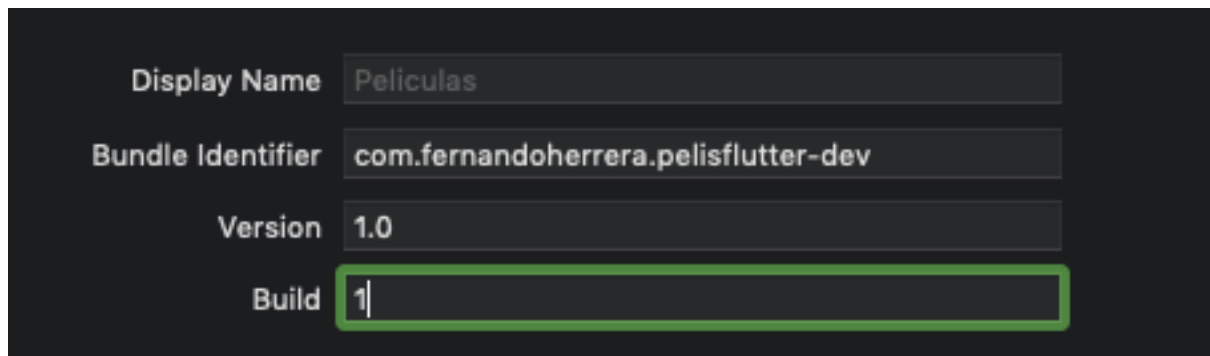 Display Name Peliculas
Bundle Identifier com.fernandoherrera.pelisflutter-dev
Version 1.0
Build 1